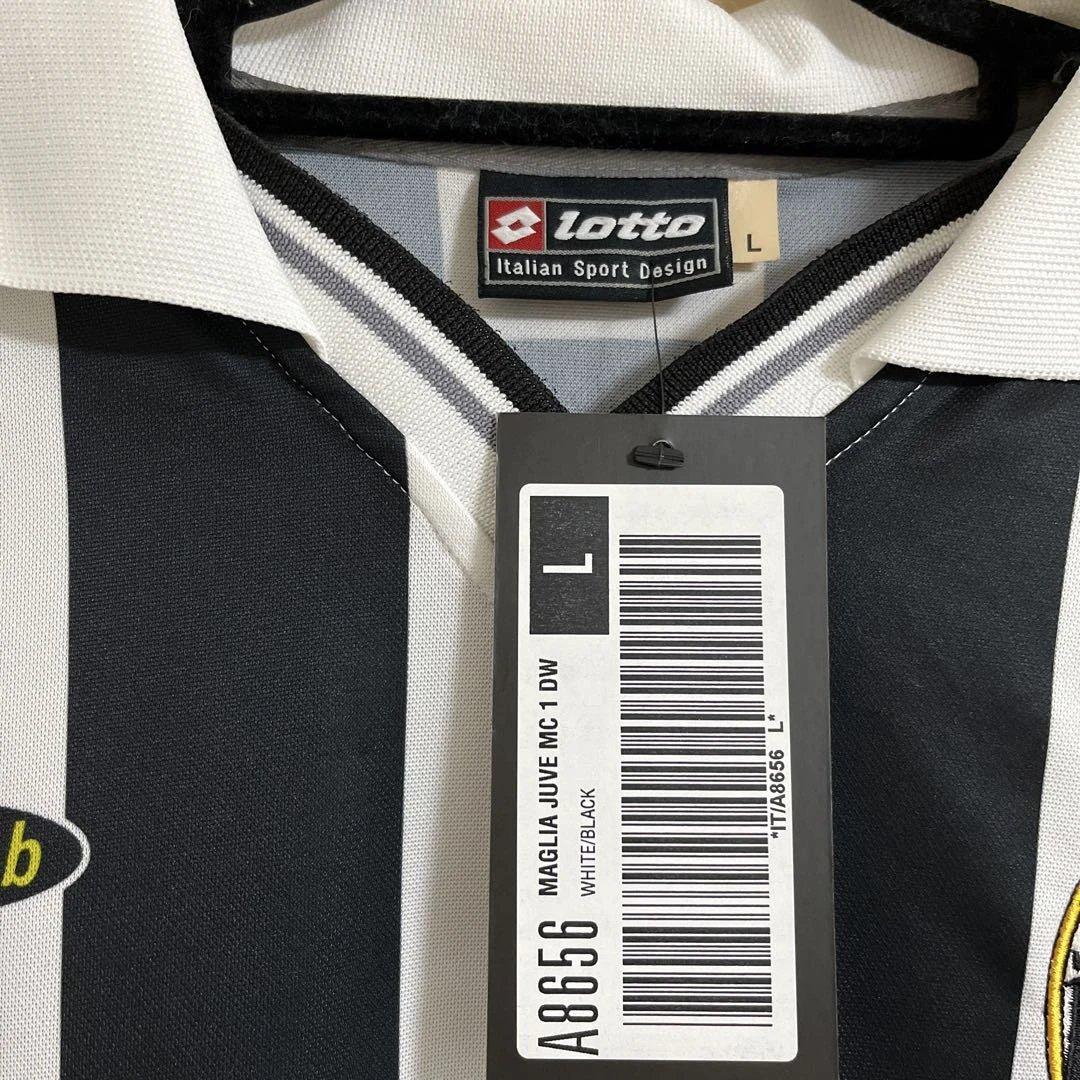 lotto
Italian Sport Design
L
L
MAGLIA JUVE MC 1 DW
WHITE/BLACK
A8656
*IT/A8656 L*
b